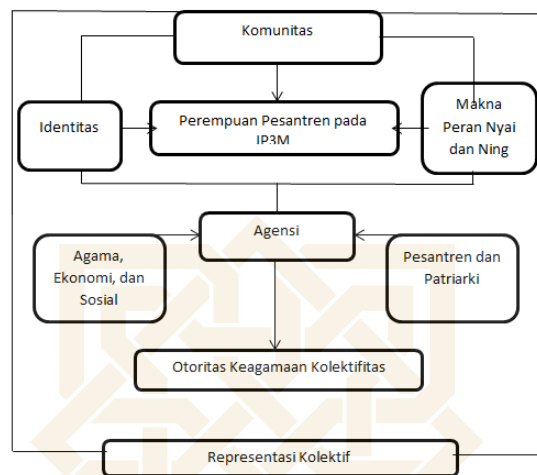 Komunitas
Identitas
Perempuan Pesantren pada
IP3M
Makna
Peran Nyai
dan Ning
Agensi
Agama,
Ekonomi, dan
Sosial
Pesantren dan
Patriarki
Otoritas Keagamaan Kolektifitas
Representasi Kolektif